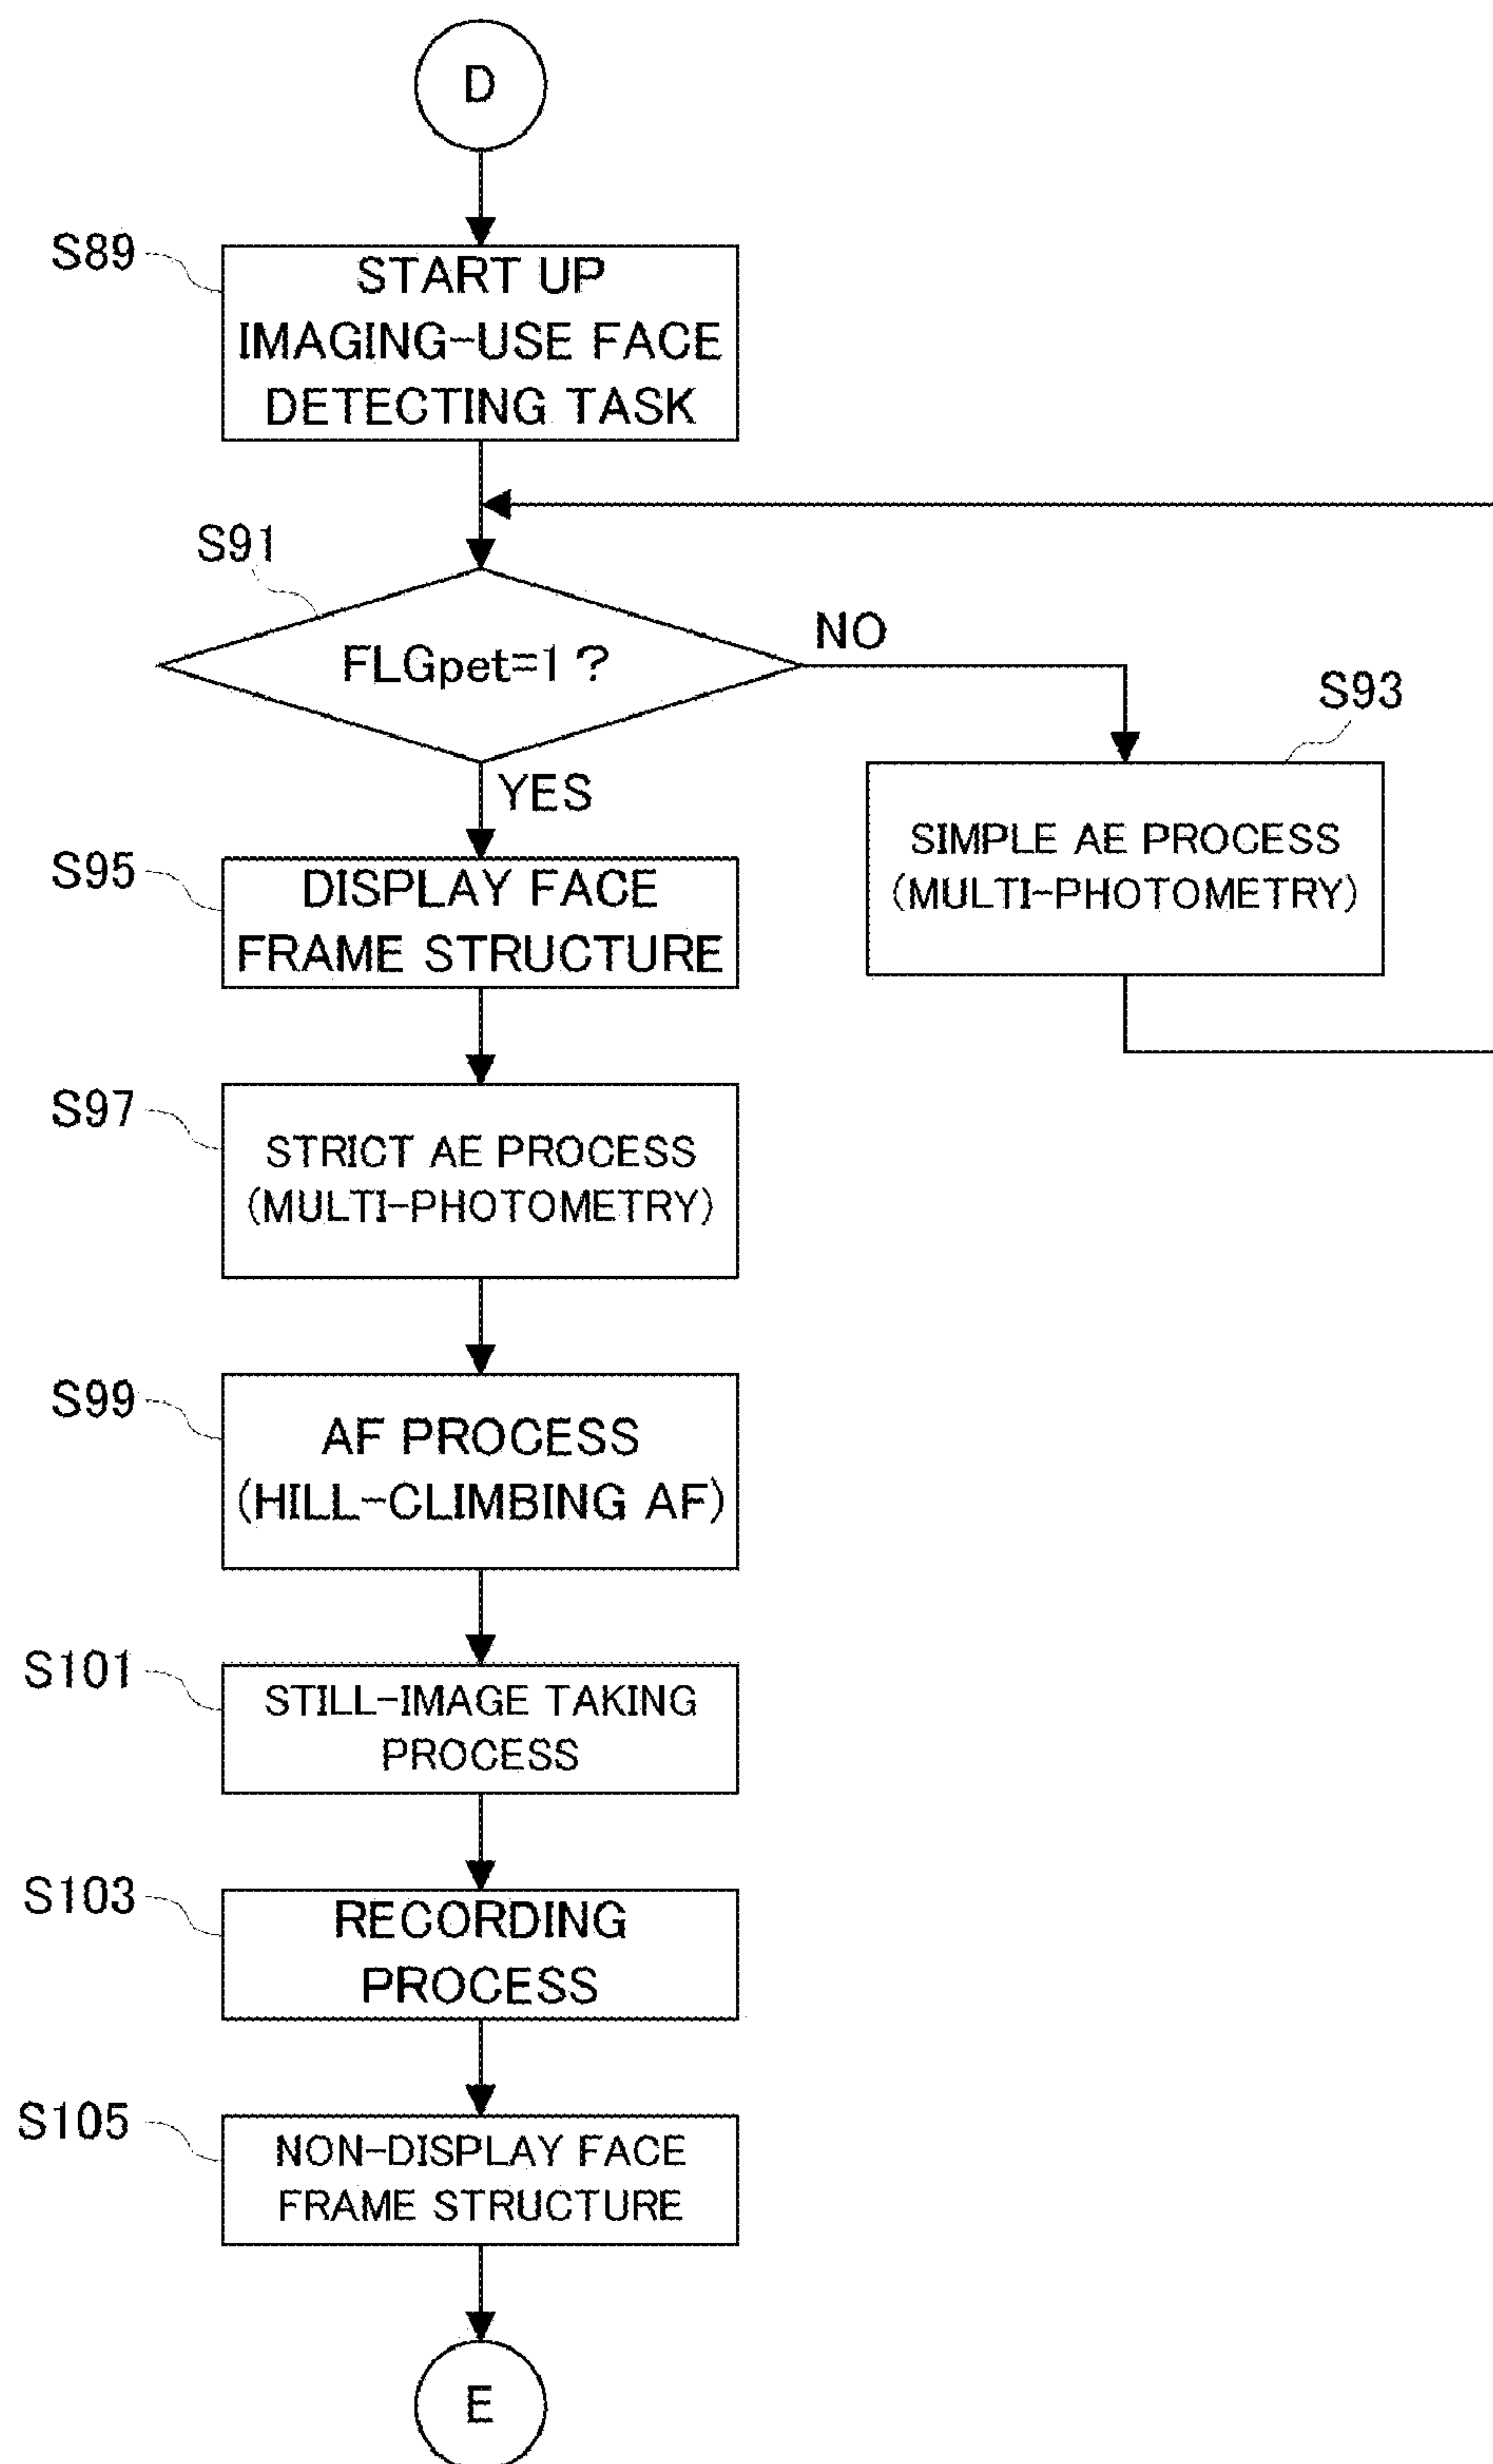 D
S89
START UP
IMAGING-USE FACE
DETECTING TASK
S91
FLGpet=1 ?
NO
YES
S93
SIMPLE AE PROCESS
(MULTI-PHOTOMETRY)
S95
DISPLAY FACE
FRAME STRUCTURE
S97
STRICT AE PROCESS
(MULTI-PHOTOMETRY)
S99
AF PROCESS
(HILL-CLIMBING AF)
S101
STILL-IMAGE TAKING
PROCESS
S103
RECORDING
PROCESS
S105
NON-DISPLAY FACE
FRAME STRUCTURE
E